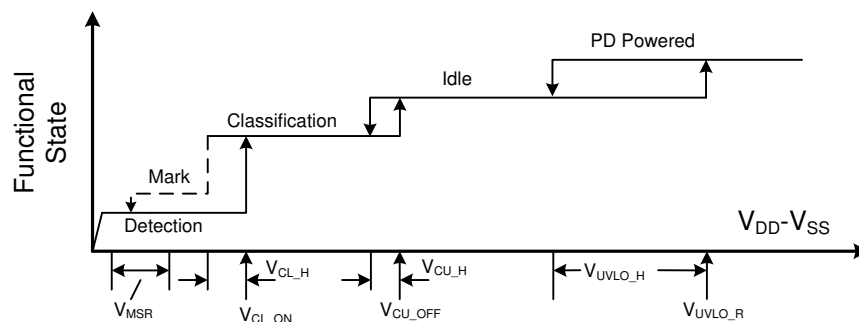 PD Powered
Idle
Classification
Mark
Detection
Functional
State
VDD-VSS
VCL_H
VCU_H
VUVLO_H
VMSR
VCL_ON
VCU_OFF
VUVLO_R